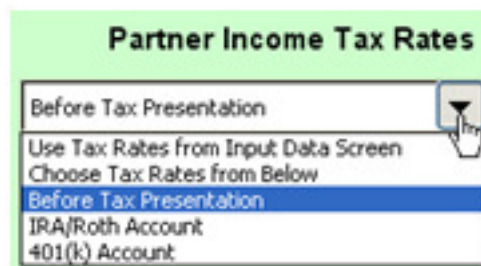 Partner Income Tax Rates
Before Tax Presentation
Use Tax Rates from Input Data Screen
Choose Tax Rates from Below
Before Tax Presentation
IRA/Roth Account
401(k) Account